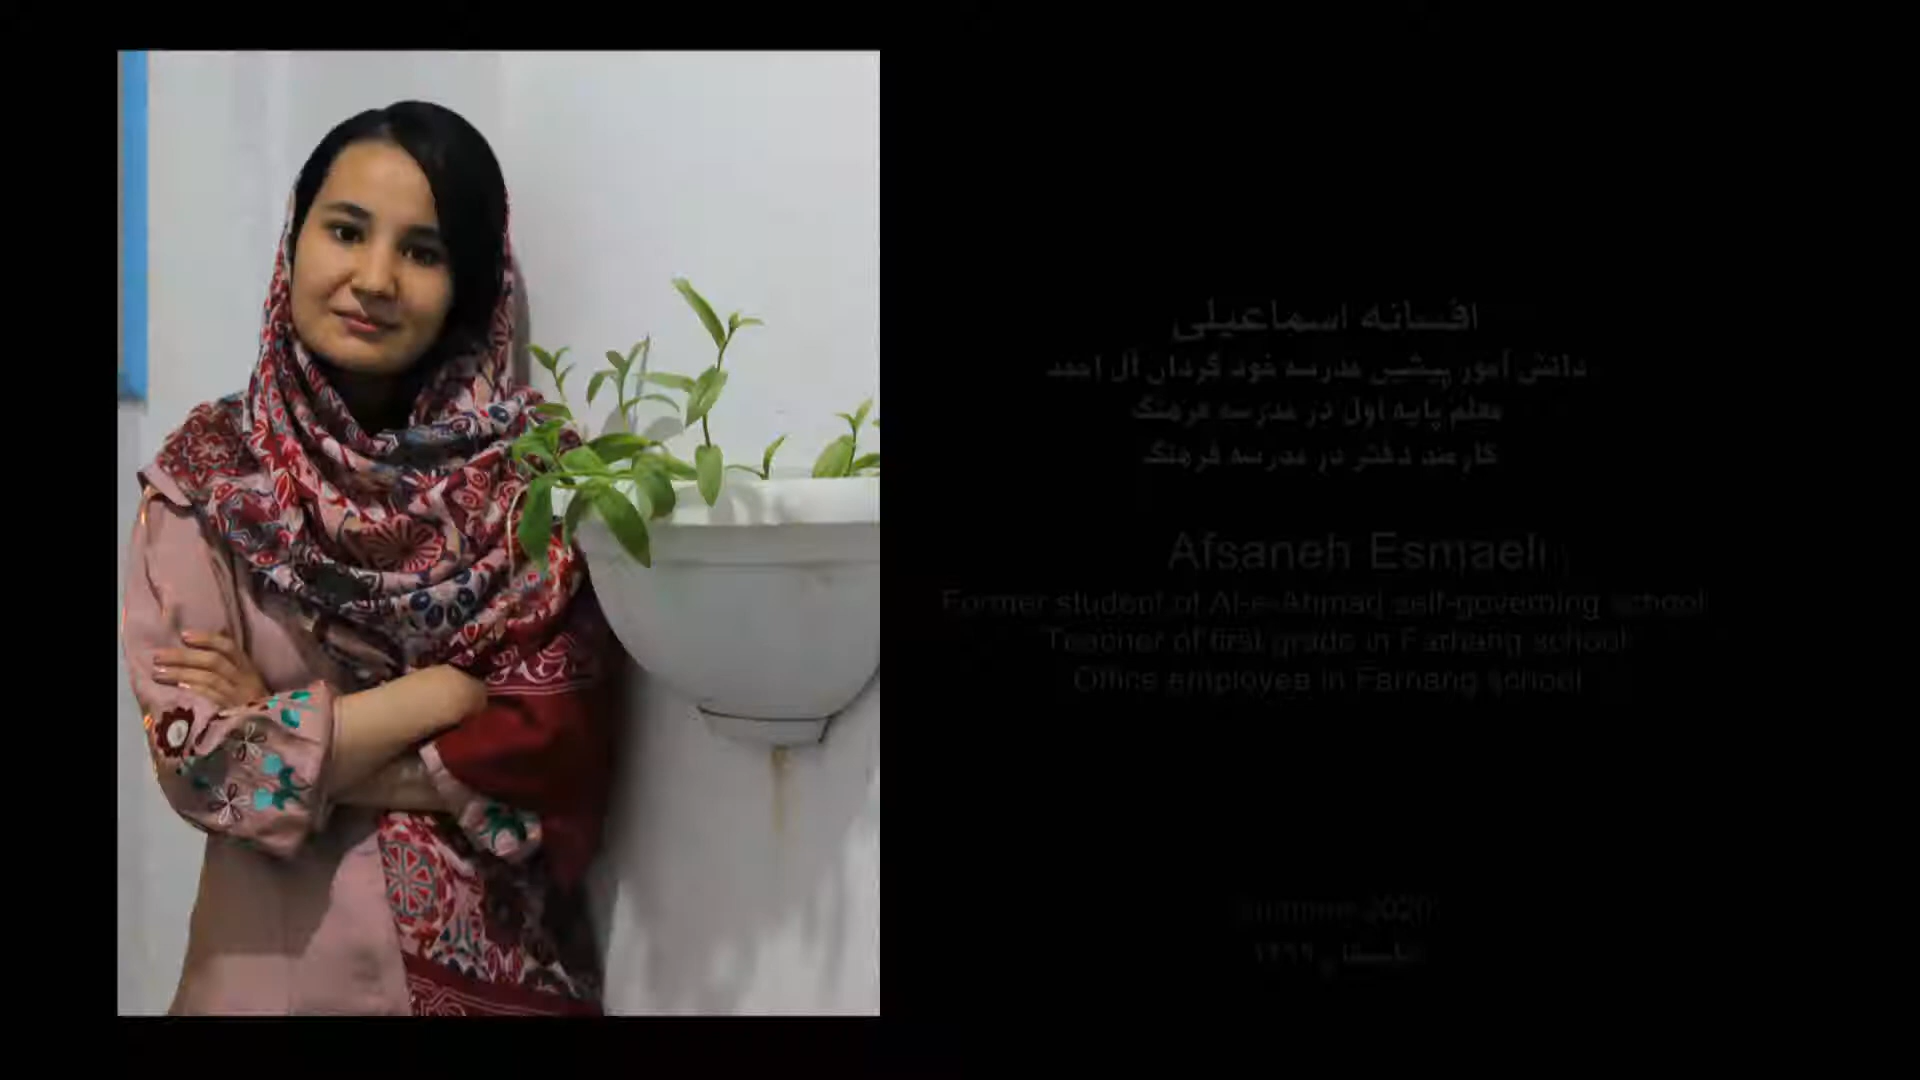 افسانه اسماعیلی
دانش آموز پیشین مدرسه خود گردان آل احمد
معلم پایه اول در مدرسه فرهنگ
کارمند دفتر در مدرسه فرهنگ
Afsaneh Esmaeli
Former student of Al-e-Ahmad self-governing school
Teacher of first grade in Farhang school
Office employee in Farhang school
summer 2020
تابستان ۱۳۹۹